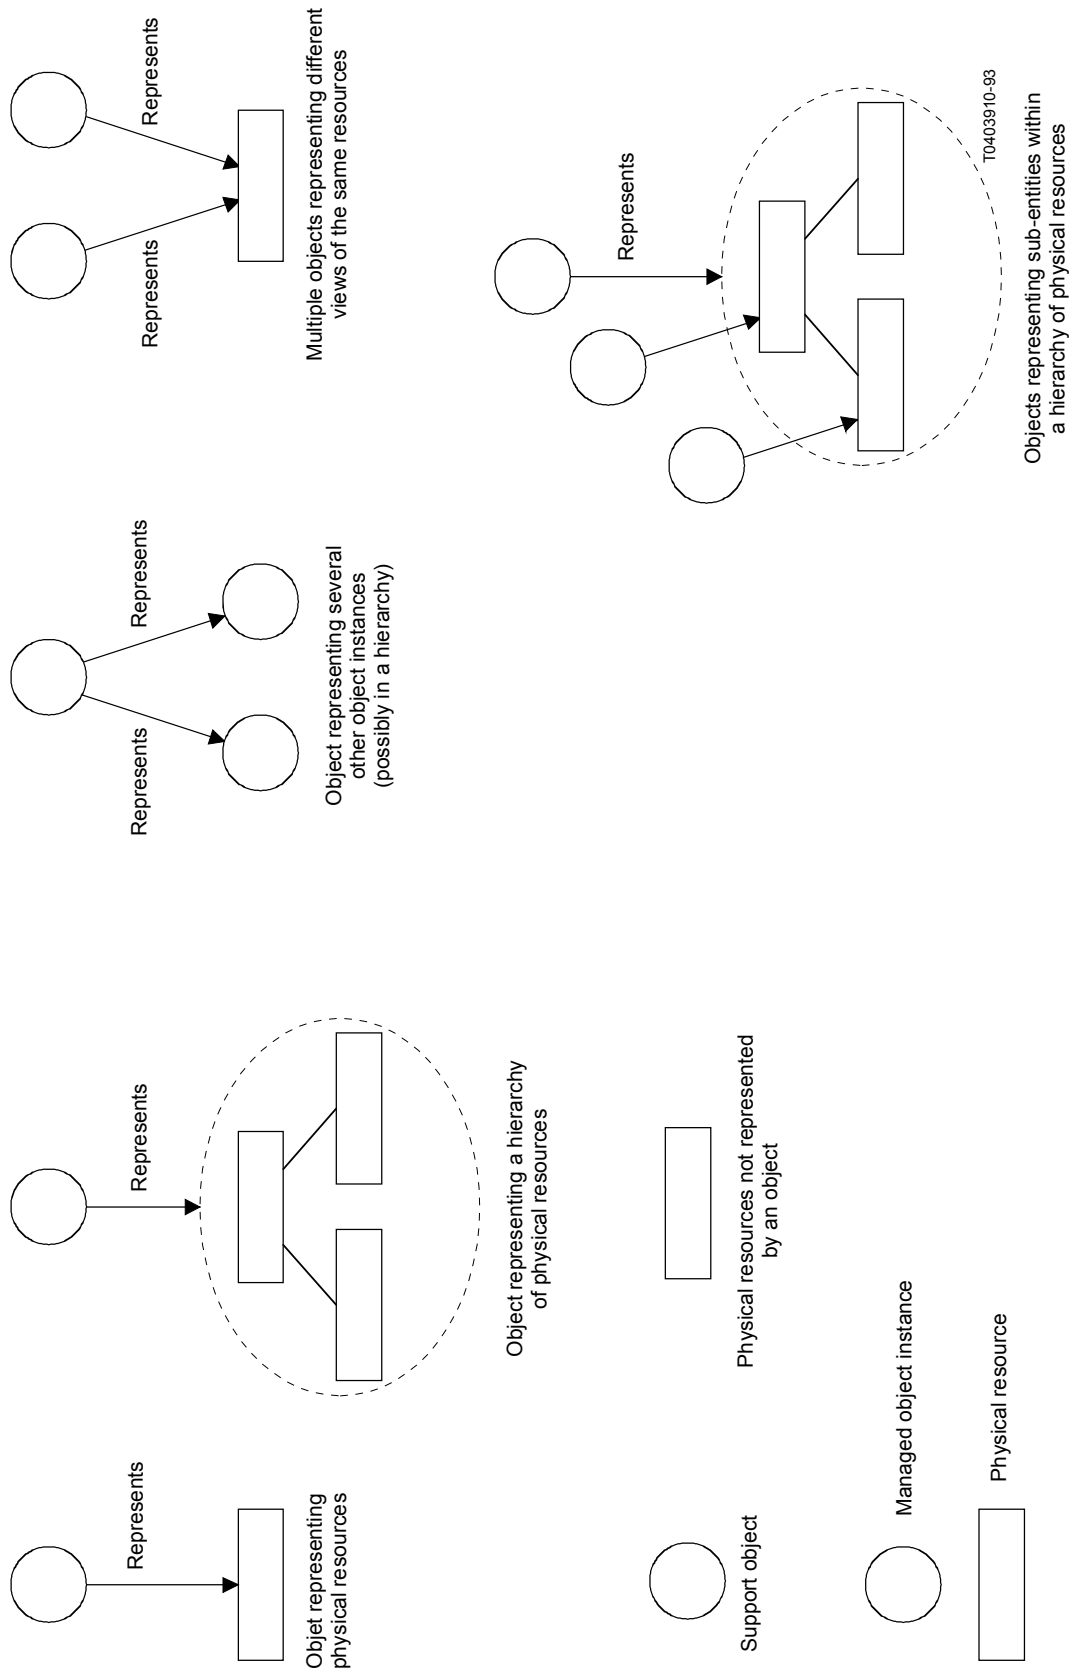 Represents
Objet representing
physical resources
Represents
Object representing a hierarchy
of physical resources
Represents
Represents
Object representing several
other object instances
(possibly in a hierarchy)
Represents
Represents
Multiple objects representing different
views of the same resources
Support object
Physical resources not represented
by an object
Represents
T0403910-93
Objects representing sub-entities within
a hierarchy of physical resources
Managed object instance
Physical resource